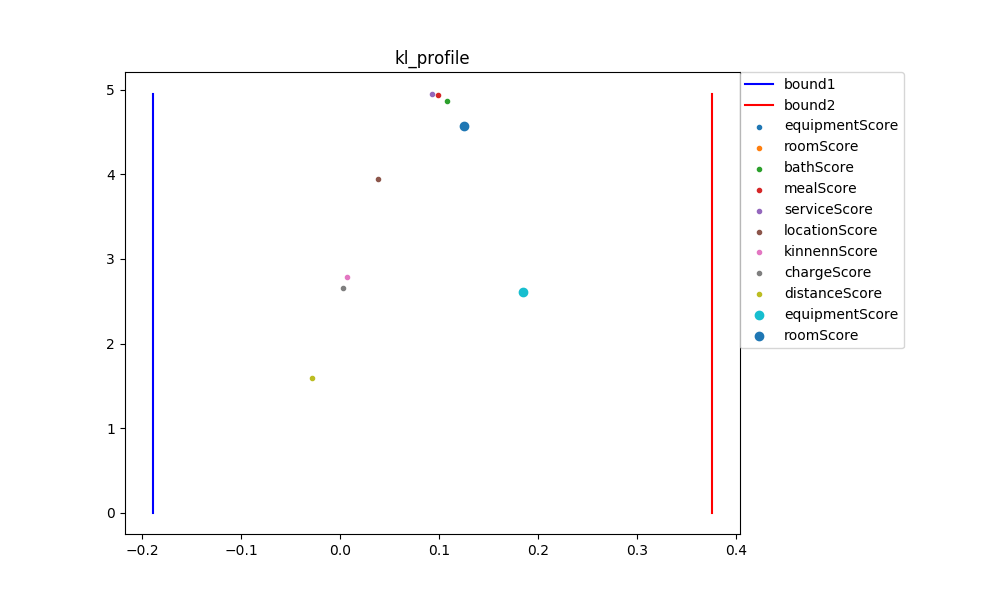 kl_profile
5
4
3
2
1
0
−0.2
−0.1
0.0
0.1
0.2
0.3
0.4
bound1
bound2
equipmentScore
roomScore
bathScore
mealScore
serviceScore
locationScore
kinnennScore
chargeScore
distanceScore
equipmentScore
roomScore